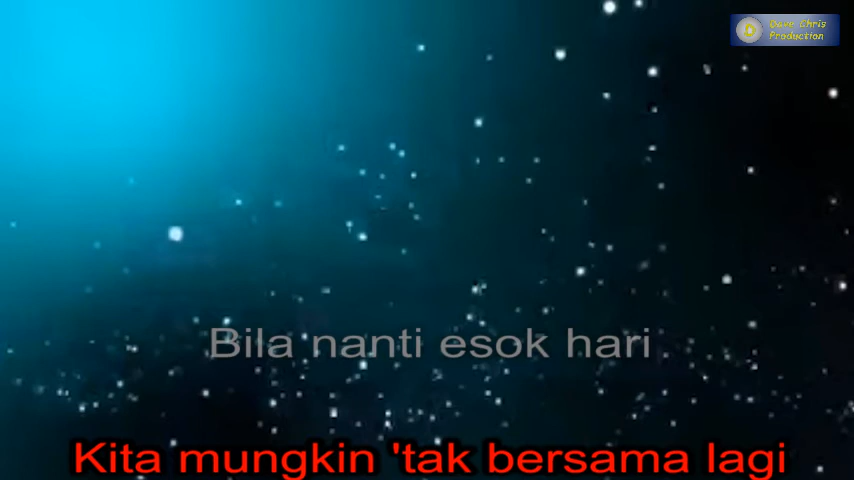 Dave Chris
Production
Bila nanti esok hari
Kita mungkin 'tak bersama lagi